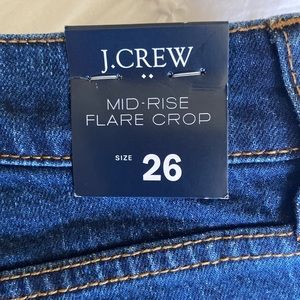 J.CREW
MID-RISE
FLARE CROP
SIZE 26